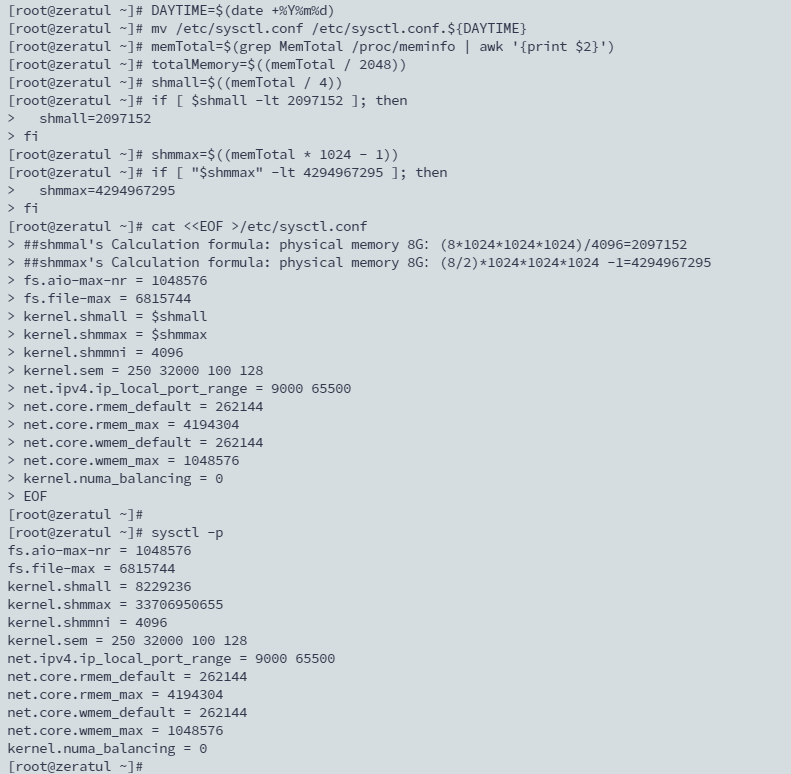 [root@zeratul ~]# DAYTIME=$(date +%Y%m%d)
[root@zeratul ~]# mv /etc/sysctl.conf /etc/sysctl.conf.${DAYTIME}
[root@zeratul ~]# memTotal=$(grep MemTotal /proc/meminfo | awk '{print $2}')
[root@zeratul ~]# totalMemory=$((memTotal / 2048))
[root@zeratul ~]# shmall=$((memTotal / 4))
[root@zeratul ~]# if [ $shmall -lt 2097152 ]; then
>   shmall=2097152
> fi
[root@zeratul ~]# shmmax=$((memTotal * 1024 - 1))
[root@zeratul ~]# if [ "$shmmax" -lt 4294967295 ]; then
>   shmmax=4294967295
> fi
[root@zeratul ~]# cat <<EOF >/etc/sysctl.conf
> ##shmmal's Calculation formula: physical memory 8G：(8*1024*1024*1024)/4096=2097152
> ##shmmax's Calculation formula: physical memory 8G：(8/2)*1024*1024*1024 -1=4294967295
> fs.aio-max-nr = 1048576
> fs.file-max = 6815744
> kernel.shmall = $shmall
> kernel.shmmax = $shmmax
> kernel.shmmni = 4096
> kernel.sem = 250 32000 100 128
> net.ipv4.ip_local_port_range = 9000 65500
> net.core.rmem_default = 262144
> net.core.rmem_max = 4194304
> net.core.wmem_default = 262144
> net.core.wmem_max = 1048576
> kernel.numa_balancing = 0
> EOF
[root@zeratul ~]#
[root@zeratul ~]# sysctl -p
fs.aio-max-nr = 1048576
fs.file-max = 6815744
kernel.shmall = 8229236
kernel.shmmax = 33706950655
kernel.shmmni = 4096
kernel.sem = 250 32000 100 128
net.ipv4.ip_local_port_range = 9000 65500
net.core.rmem_default = 262144
net.core.rmem_max = 4194304
net.core.wmem_default = 262144
net.core.wmem_max = 1048576
kernel.numa_balancing = 0
[root@zeratul ~]#